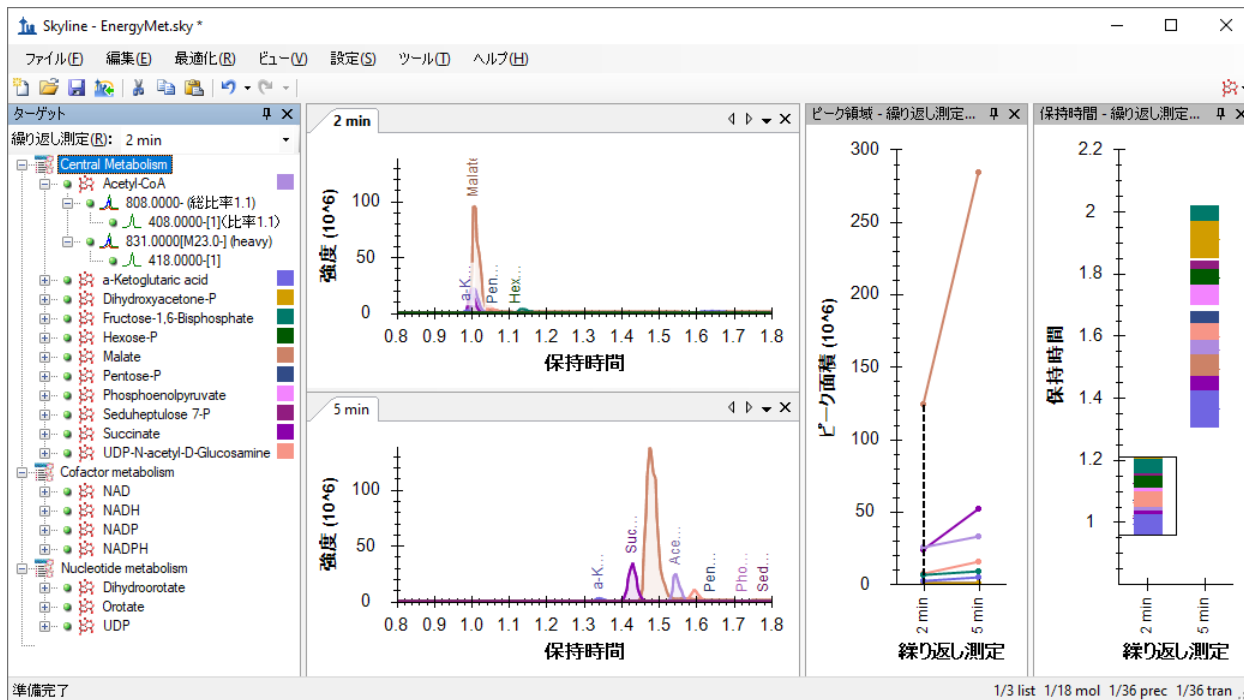 Skyline - EnergyMet.sky *
ファイル(F) 編集(E) 最適化(R) ビュー(V) 設定(S) ツール(T) ヘルプ(H)
ターゲット
繰り返し測定(R): 2 min
Central Metabolism
Acetyl-CoA
808.0000- (総比率1.1)
408.0000-[1](比率1.1)
831.0000[M23.0-] (heavy)
418.0000-[1]
a-Ketoglutaric acid
Dihydroxyacetone-P
Fructose-1,6-Bisphosphate
Hexose-P
Malate
Pentose-P
Phosphoenolpyruvate
Seduheptulose 7-P
Succinate
UDP-N-acetyl-D-Glucosamine
Cofactor metabolism
NAD
NADH
NADP
NADPH
Nucleotide metabolism
Dihydroorotate
Orotate
UDP
2 min
強度 (10^6)
100
50
0
Malate
a-K...
Pen...
Hex...
0.8 0.9 1.0 1.1 1.2 1.3 1.4 1.5 1.6 1.7 1.8
保持時間
5 min
強度 (10^6)
100
50
0
a-K...
Suc...
Ace...
Pen...
Pho...
Sed...
0.8 0.9 1.0 1.1 1.2 1.3 1.4 1.5 1.6 1.7 1.8
保持時間
ピーク領域 - 繰り返し測定...
ピーク面積 (10^6)
300
250
200
150
100
50
0
2 min
5 min
繰り返し測定
保持時間 - 繰り返し測定...
保持時間
2.2
2
1.8
1.6
1.4
1.2
1
2 min
5 min
繰り返し測定
準備完了
1/3 list 1/18 mol 1/36 prec 1/36 tran